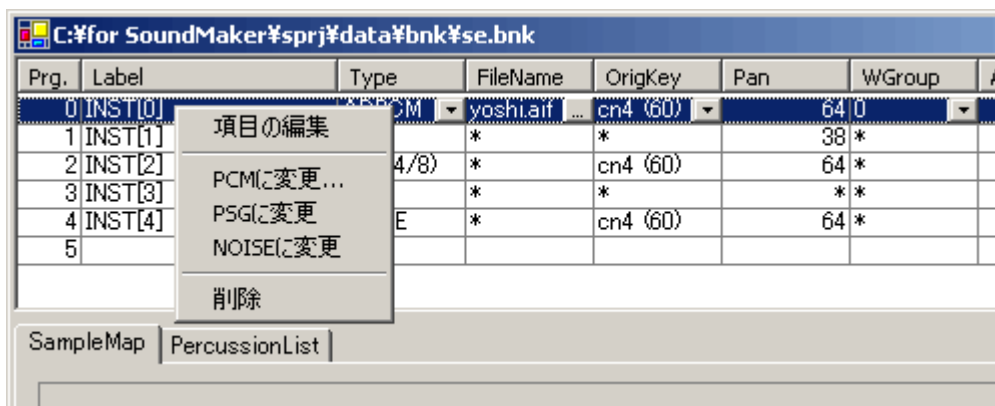 C:¥for SoundMaker¥sprj¥data¥bnk¥se.bnk
Prg. Label Type FileName OrigKey Pan WGroup
0 INST[0] ADPCM yoshi.aif ... cn4 (60) 64 0
1 INST[1] * * 38 *
2 INST[2] 4/8) * cn4 (60) 64 *
3 INST[3] * * * *
4 INST[4] E * cn4 (60) 64 *
5
項目の編集
PCMに変更...
PSGに変更
NOISEに変更
削除
SampleMap PercussionList